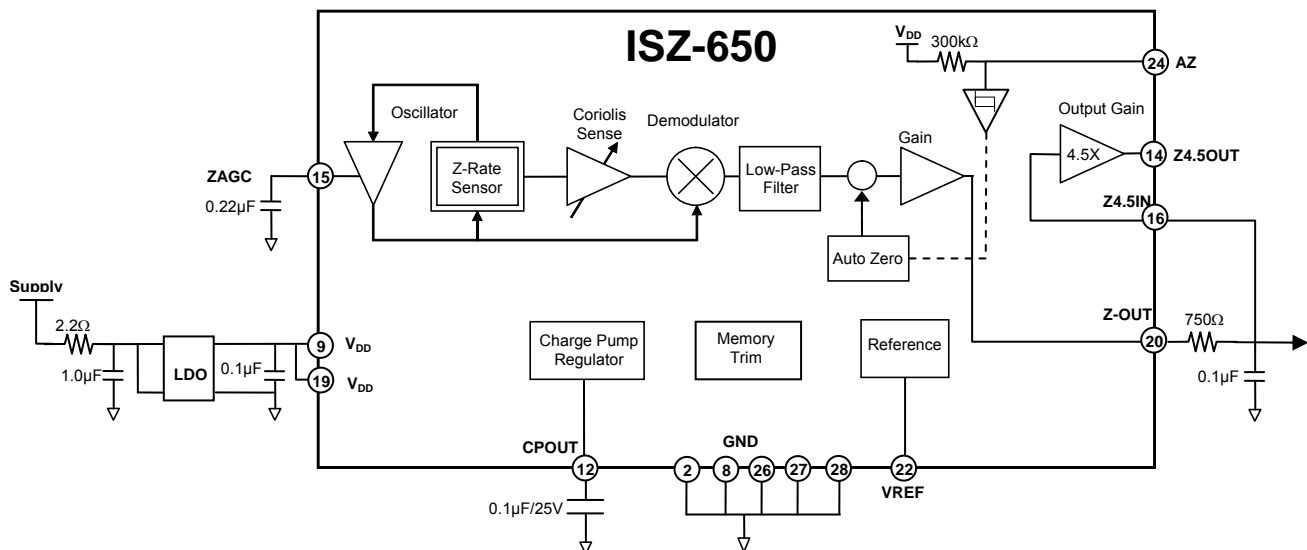 ISZ-650
VDD
300kΩ
24
AZ
Oscillator
Coriolis
Sense
Demodulator
Output Gain
Gain
4.5X
14
Z4.5OUT
ZAGC
15
Z-Rate
Sensor
Low-Pass
Filter
Z4.5IN
16
0.22µF
Auto Zero
Supply
2.2Ω
Z-OUT
750Ω
20
9
VDD
Charge Pump
Regulator
Memory
Trim
Reference
1.0µF
LDO
0.1µF
19
VDD
0.1µF
CPOUT
GND
12
2
8
26
27
28
22
VREF
0.1µF/25V